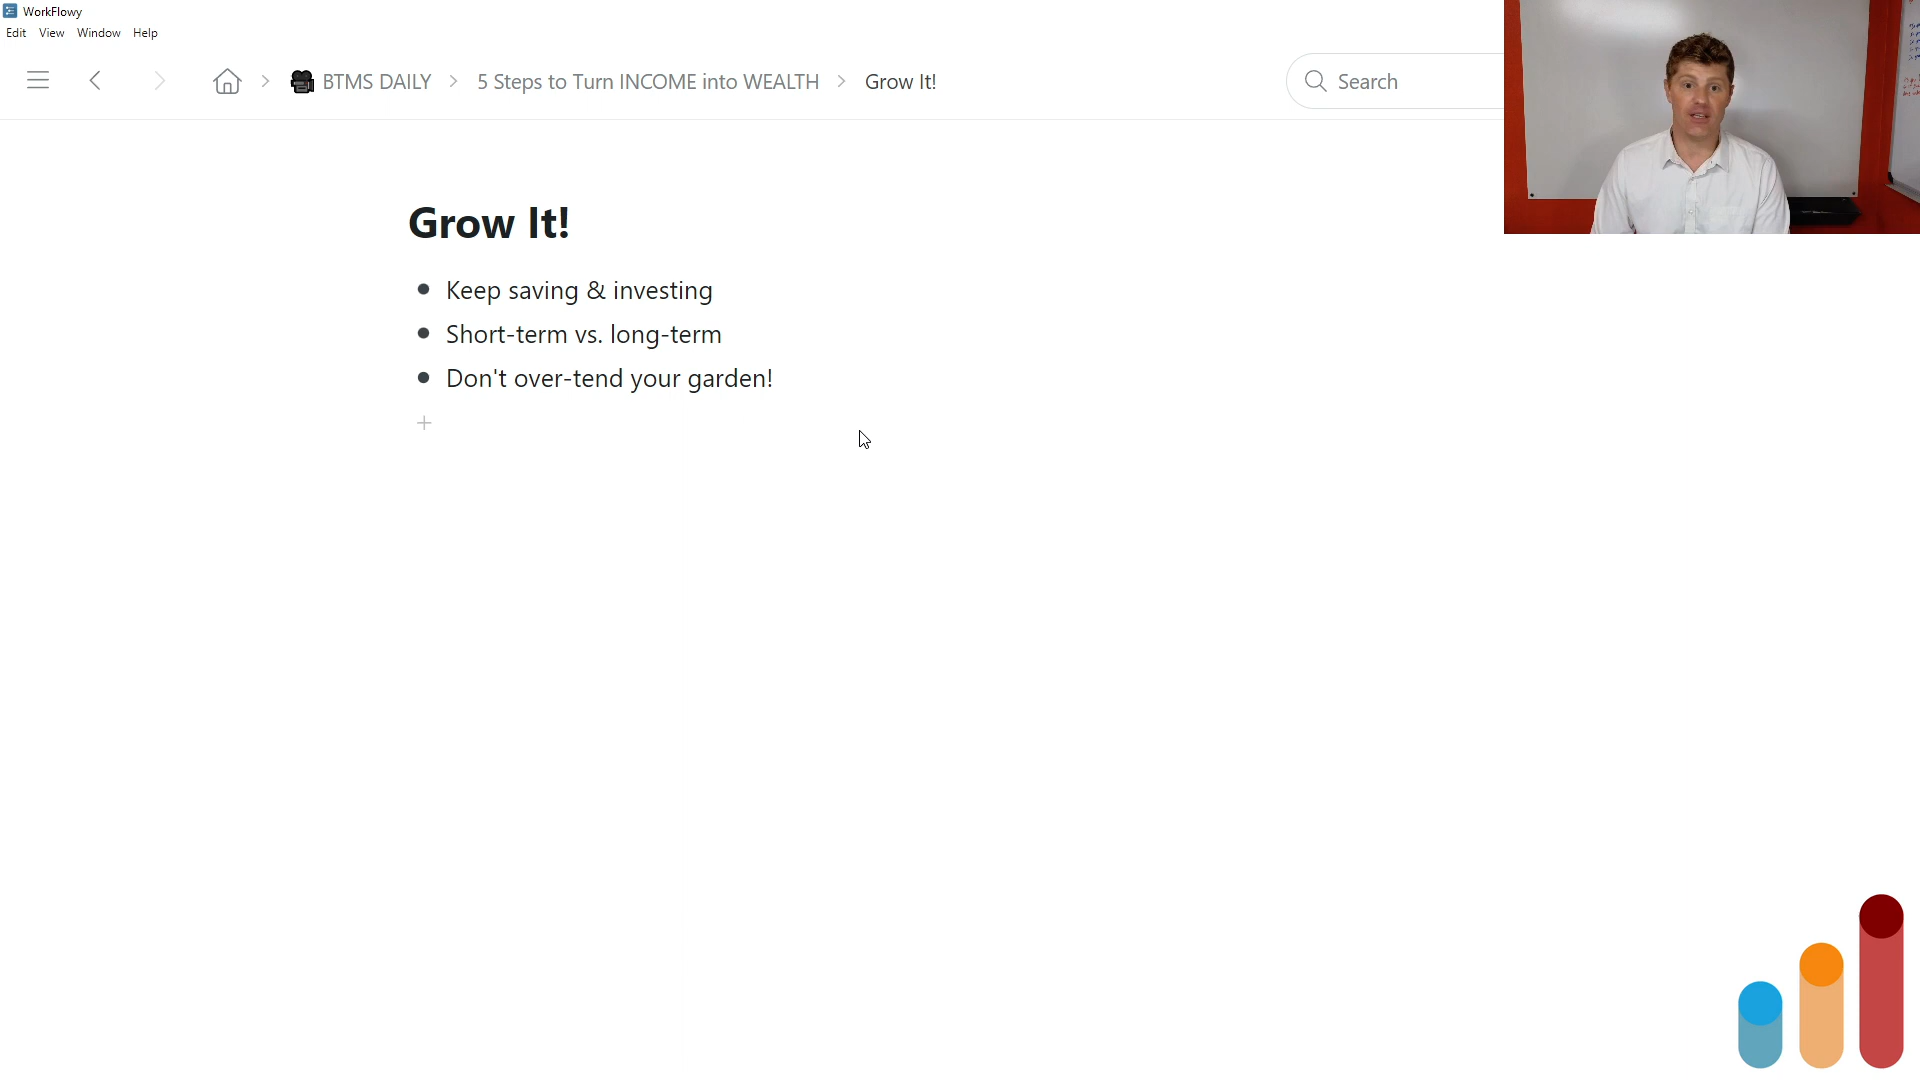 WorkFlowy
Edit View Window Help
BTMS DAILY > 5 Steps to Turn INCOME into WEALTH > Grow It!
Search
Grow It!
Keep saving & investing
Short-term vs. long-term
Don't over-tend your garden!